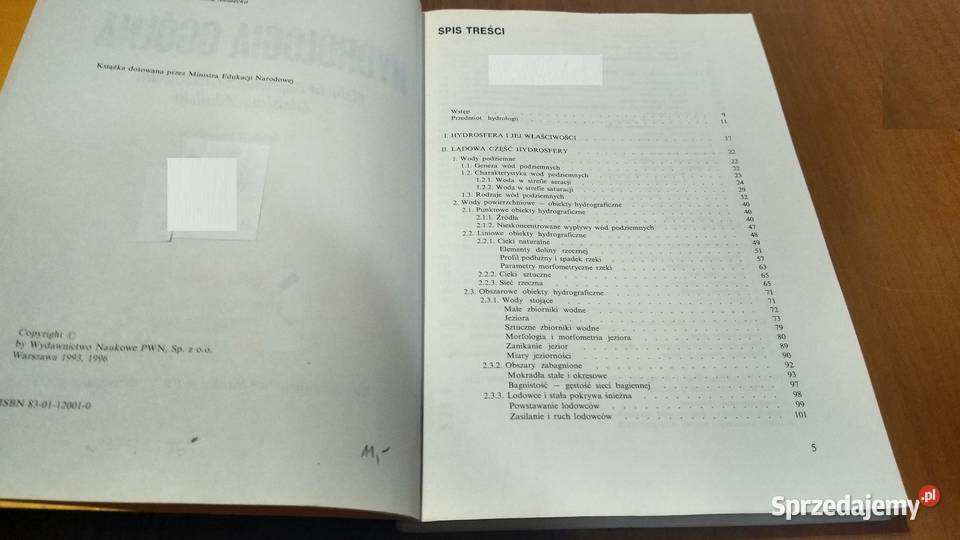 HYDROLOGIA OGÓLNA
Książka dotowana przez Ministra Edukacji Narodowej
Copyright ©
by Wydawnictwo Naukowe PWN, Sp. z o.o.
Warszawa 1993, 1996
ISBN 83-01-12001-0
M,-
SPIS TREŚCI
Wstęp 9
Przedmiot hydrologii 11
I. HYDROSFERA I JEJ WŁAŚCIWOŚCI 17
II. LĄDOWA CZĘŚĆ HYDROSFERY 22
1. Wody podziemne 22
1.1. Geneza wód podziemnych 22
1.2. Charakterystyka wód podziemnych 23
1.2.1. Woda w strefie aeracji 24
1.2.2. Woda w strefie saturacji 29
1.3. Rodzaje wód podziemnych 32
2. Wody powierzchniowe — obiekty hydrograficzne 40
2.1. Punktowe obiekty hydrograficzne 40
2.1.1. Źródła 40
2.1.2. Nieskoncentrowane wypływy wód podziemnych 47
2.2. Liniowe obiekty hydrograficzne 48
2.2.1. Cieki naturalne 49
Elementy doliny rzecznej 51
Profil podłużny i spadek rzeki 57
Parametry morfometryczne rzeki 63
2.2.2. Cieki sztuczne 65
2.2.3. Sieć rzeczna 65
2.3. Obszarowe obiekty hydrograficzne 71
2.3.1. Wody stojące 71
Małe zbiorniki wodne 72
Jeziora 73
Sztuczne zbiorniki wodne 79
Morfologia i morfometria jeziora 80
Zanikanie jezior 89
Miary jeziorności 90
2.3.2. Obszary zabagnione 92
Mokradła stałe i okresowe 93
Bagnistość — gęstość sieci bagiennej 97
2.3.3. Lodowce i stała pokrywa śnieżna 98
Powstawanie lodowców 99
Zasilanie i ruch lodowców 101
5
Sprzedajemy.pl